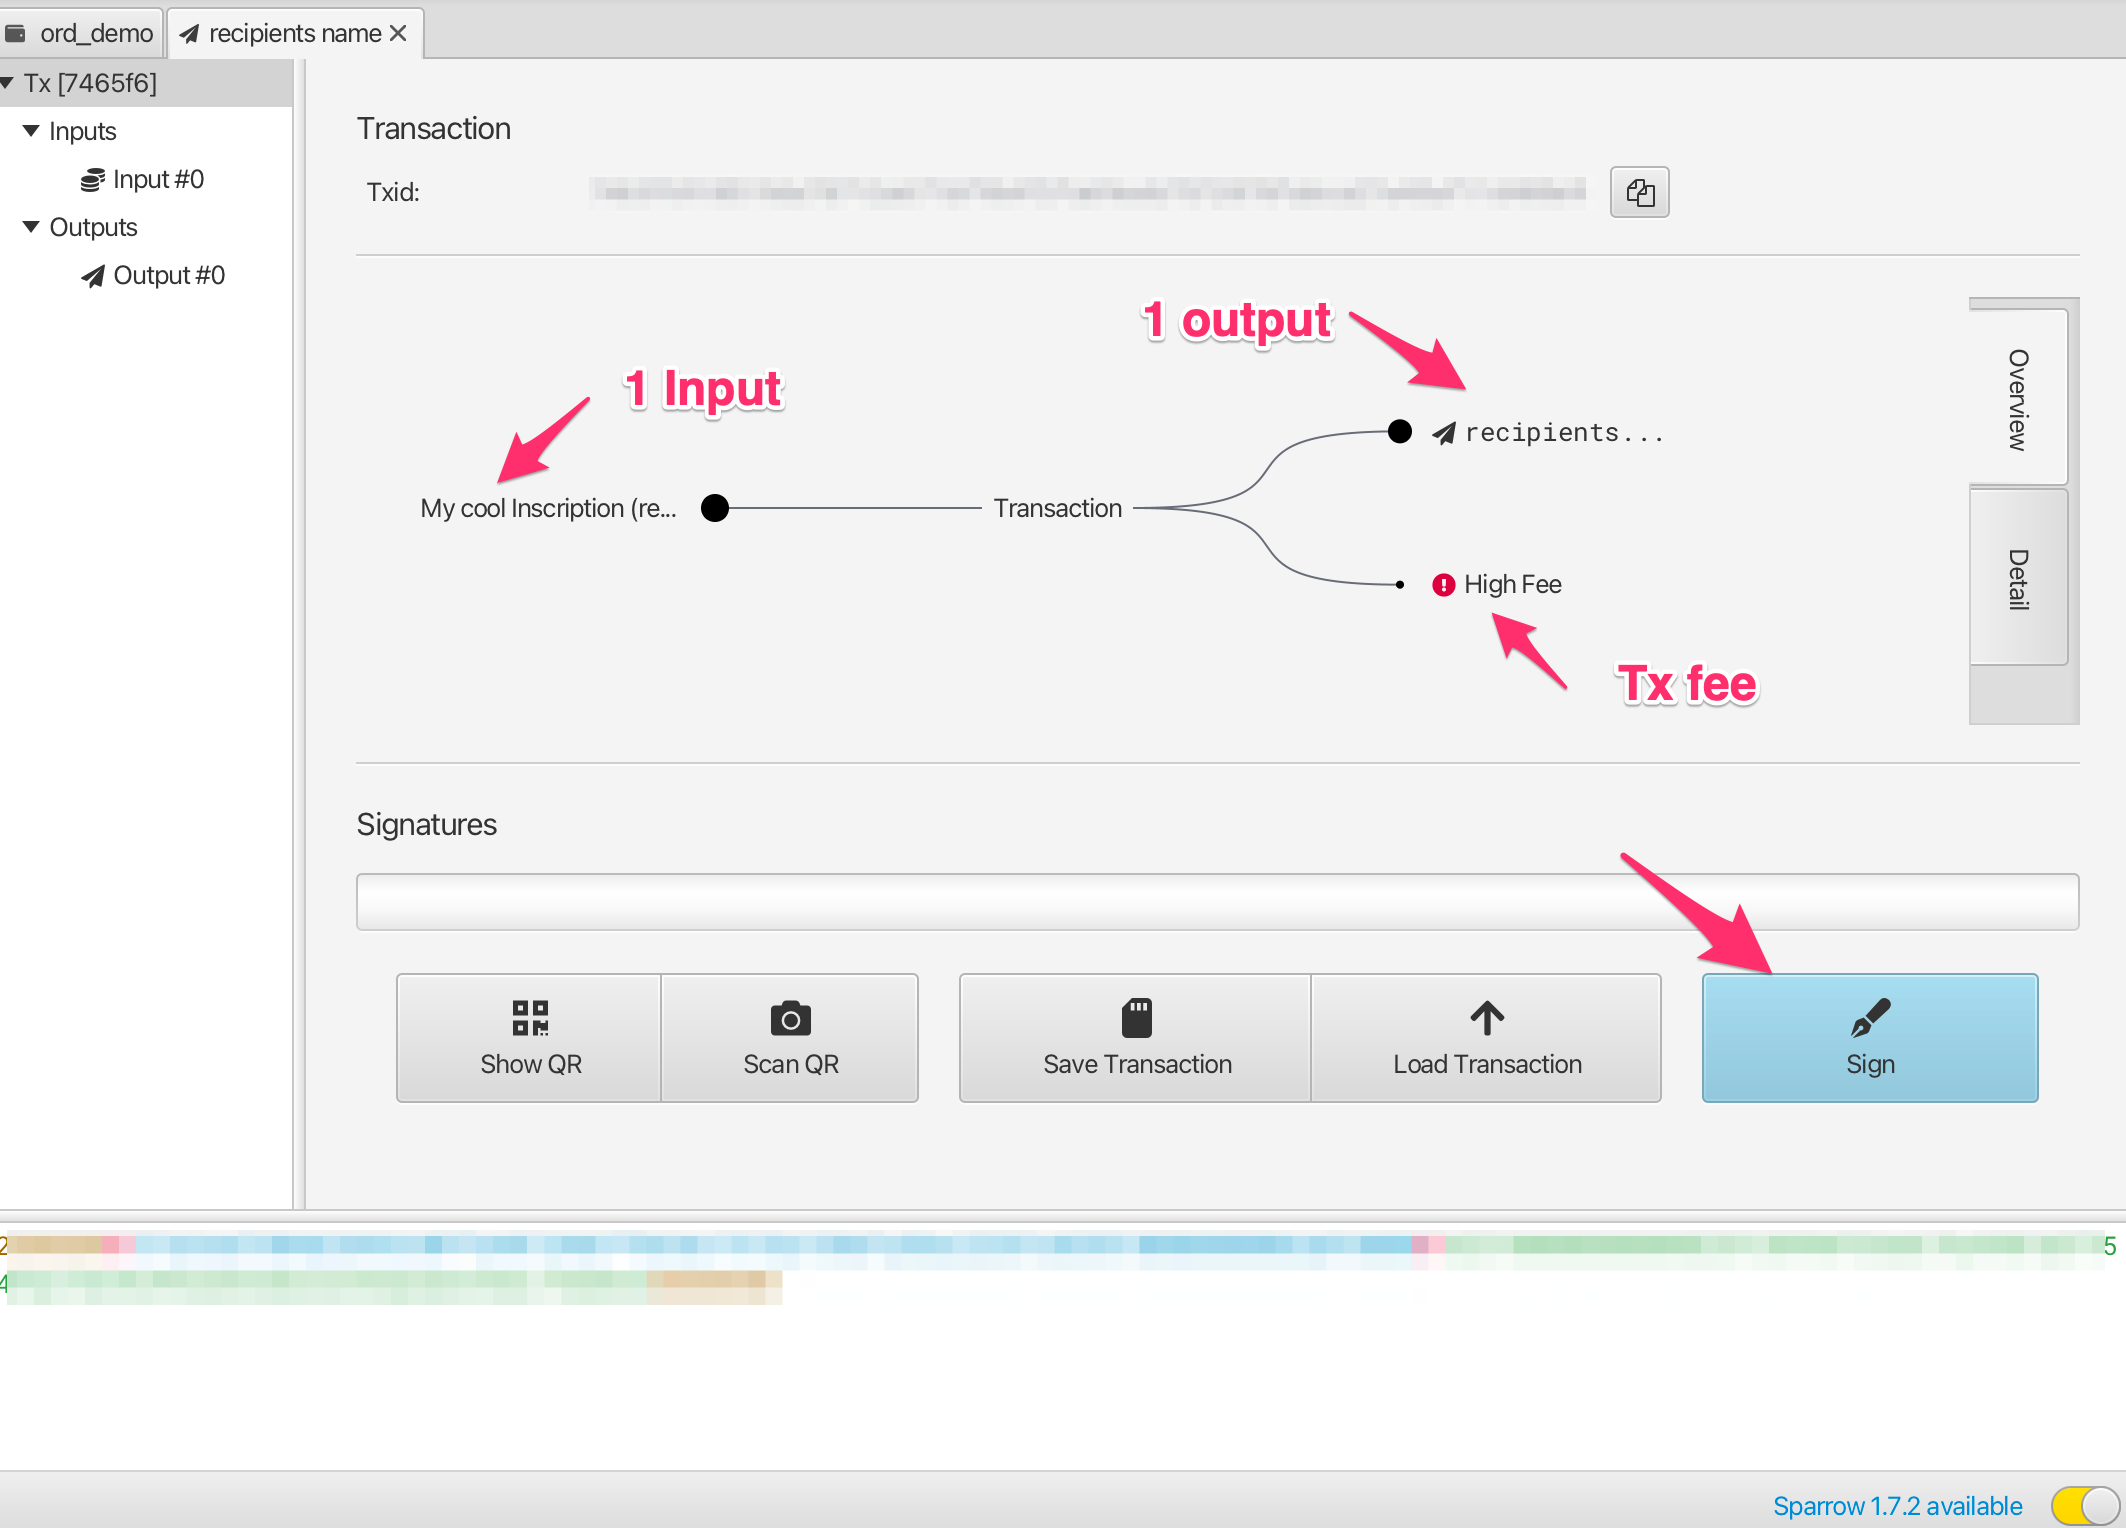 ord_demo
recipients name
Tx [7465f6]
Inputs
Input #0
Outputs
Output #0
Transaction
Txid:
1 output
1 Input
recipients...
My cool Inscription (re...
Transaction
High Fee
Tx fee
Overview
Detail
Signatures
Show QR
Scan QR
Save Transaction
Load Transaction
Sign
2
5
4
Sparrow 1.7.2 available